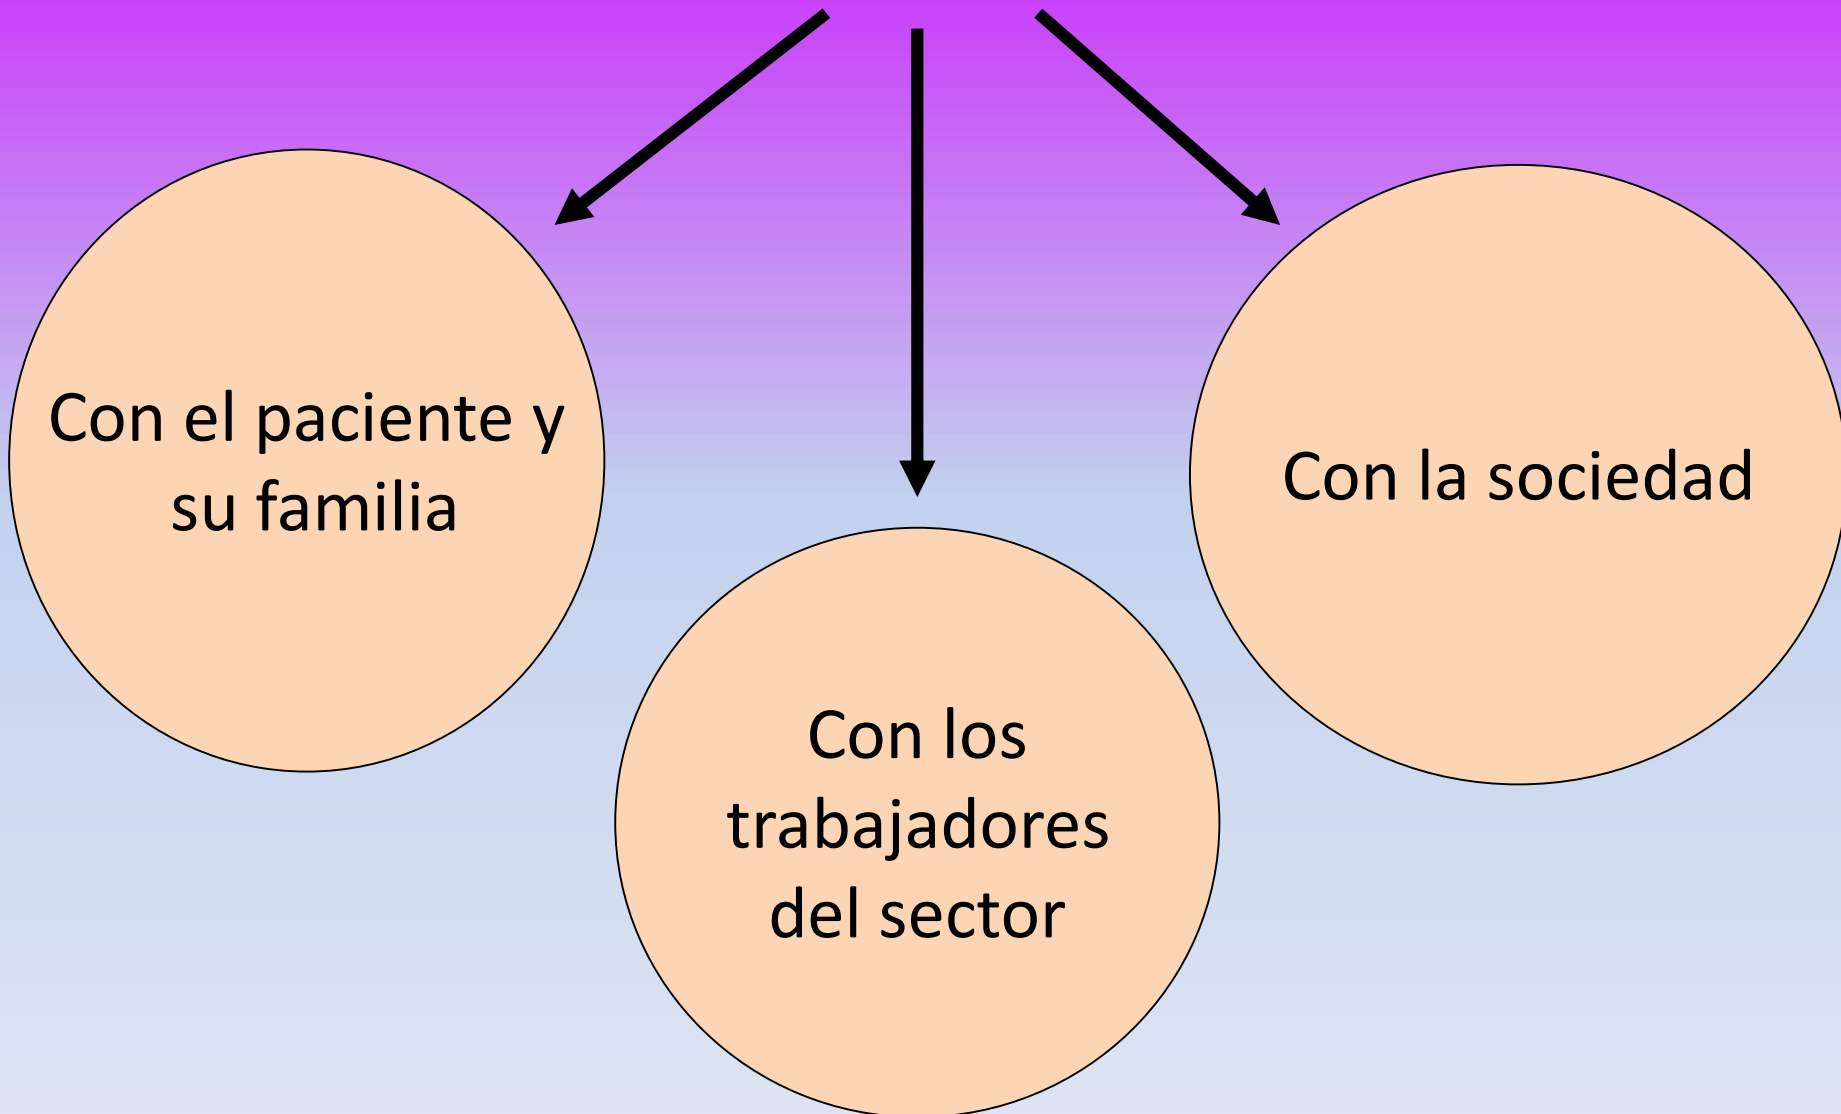 Con el paciente y
su familia
Con los
trabajadores
del sector
Con la sociedad